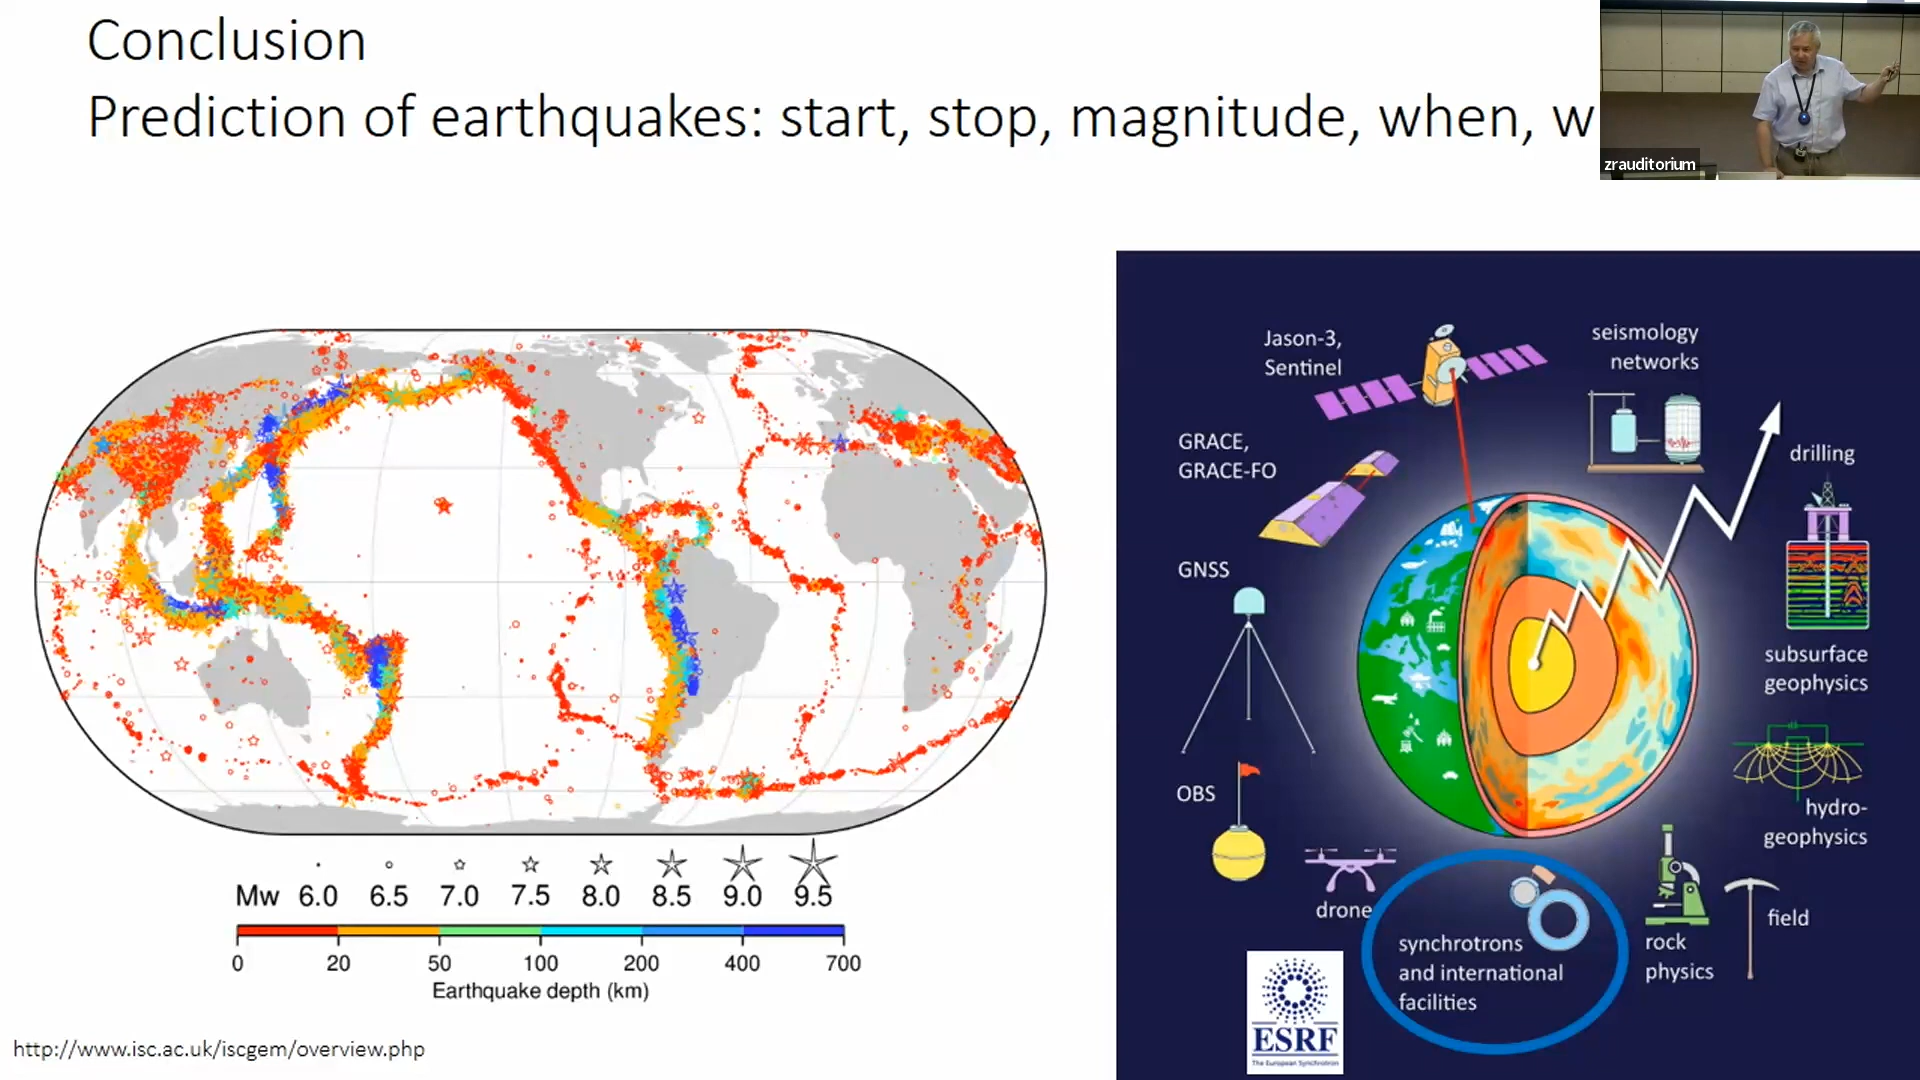 Conclusion
Prediction of earthquakes: start, stop, magnitude, when, w
zrauditorium
Jason-3,
Sentinel
seismology
networks
GRACE,
GRACE-FO
drilling
GNSS
subsurface
geophysics
OBS
hydro-
geophysics
drone
synchrotrons
and international
facilities
rock
physics
field
ESRF
The European Synchrotron
Mw 6.0 6.5 7.0 7.5 8.0 8.5 9.0 9.5
0 20 50 100 200 400 700
Earthquake depth (km)
http://www.isc.ac.uk/iscgem/overview.php